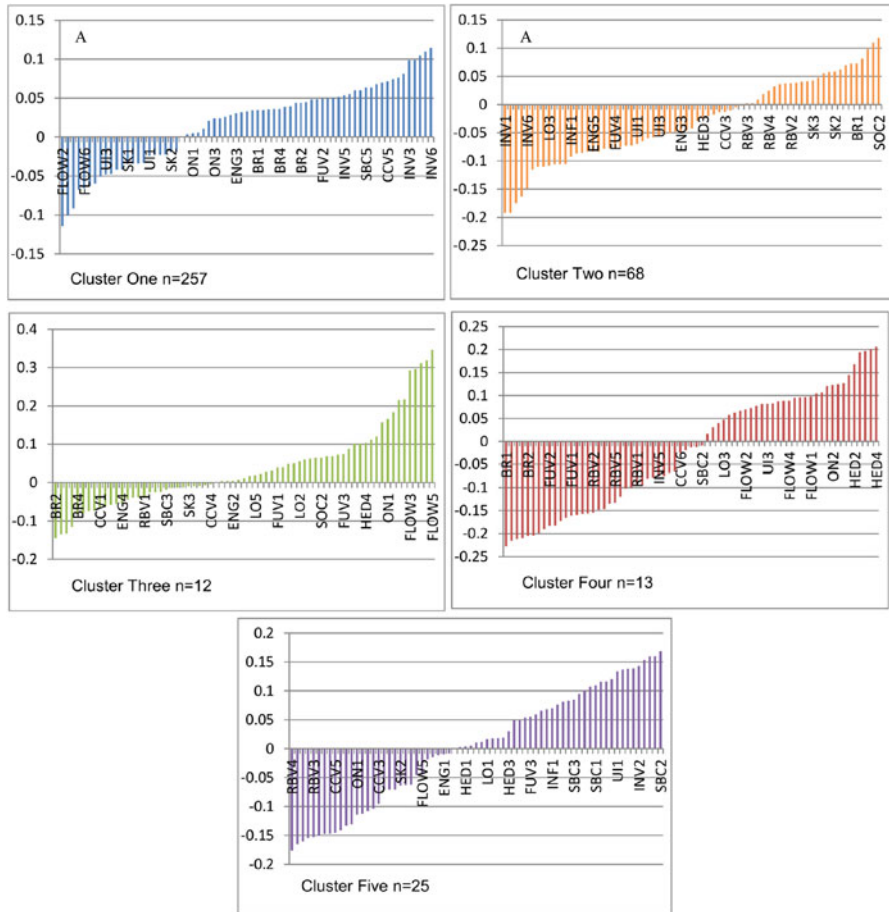 A
0.1
0.05
0
-0.05
-0.1
-0.15
FLOW2
FLOW6
UI3
SK1
UI1
SK2
ON1
ON3
ENG3
BR1
BR4
BR2
FUV2
INV5
SBC5
CCV5
INV3
INV6
Cluster One n=257
A
0.1
0.05
0
-0.05
-0.1
-0.15
-0.2
-0.25
INV1
INV6
LO3
INF1
ENG5
FUV4
UI1
UI3
ENG3
HED3
CCV3
RBV3
RBV4
RBV2
SK3
SK2
BR1
SOC2
Cluster Two n=68
0.4
0.3
0.2
0.1
0
-0.1
-0.2
BR2
BR4
CCV1
ENG4
RBV1
SBC3
SK3
CCV4
ENG2
LO5
FUV1
LO2
SOC2
FUV3
HED4
ON1
FLOW3
FLOW5
Cluster Three n=12
0.25
0.2
0.15
0.1
0.05
0
-0.05
-0.1
-0.15
-0.2
-0.25
BR1
BR2
FUV2
FUV1
RBV2
RBV5
RBV1
INV5
CCV6
SBC2
LO3
FLOW2
UI3
FLOW4
FLOW1
ON2
HED2
HED4
Cluster Four n=13
0.2
0.15
0.1
0.05
0
-0.05
-0.1
-0.15
-0.2
RBV4
RBV3
CCV5
ON1
CCV3
SK2
FLOW5
ENG1
HED1
LO1
HED3
FUV3
INF1
SBC3
SBC1
UI1
INV2
SBC2
Cluster Five n=25